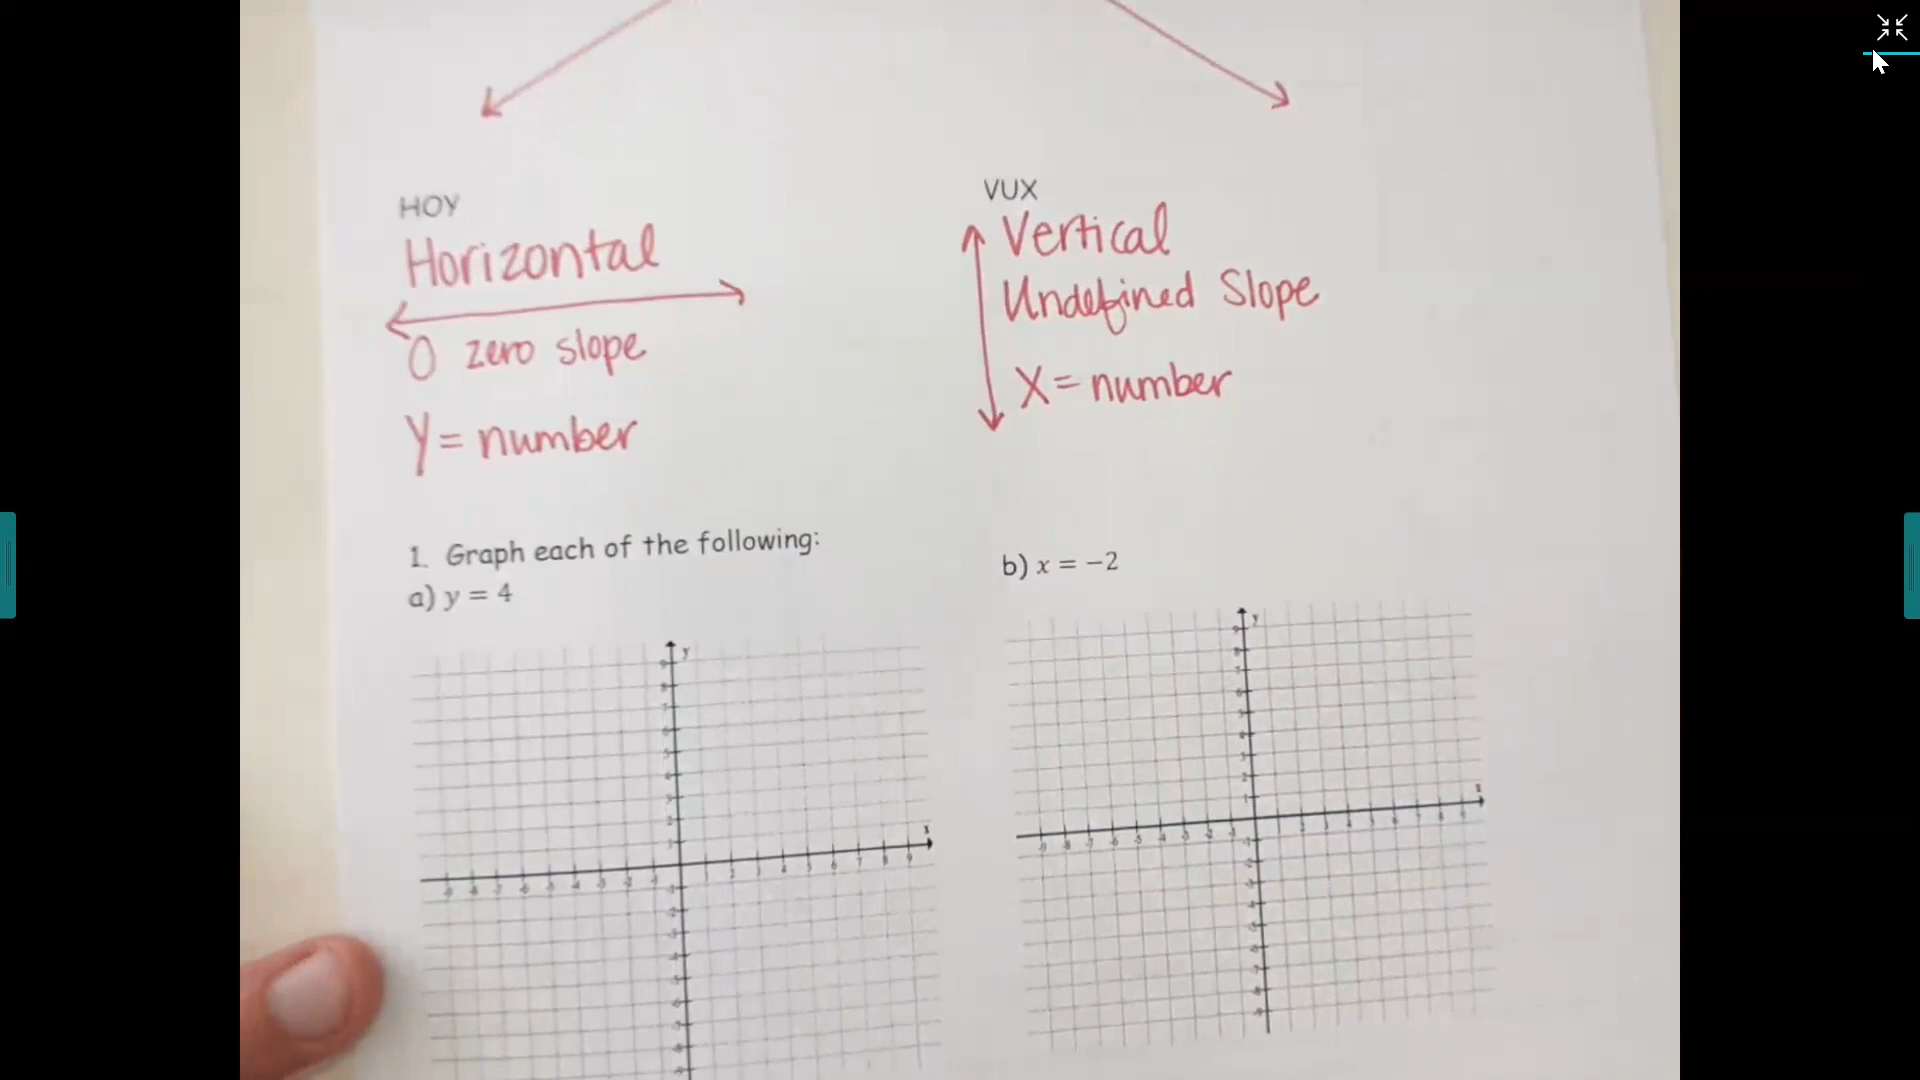 HOY
Horizontal
0 zero slope
Y = number
VUX
Vertical
Undefined Slope
X = number
1. Graph each of the following:
a) y = 4
b) x = −2
y
x
y
x